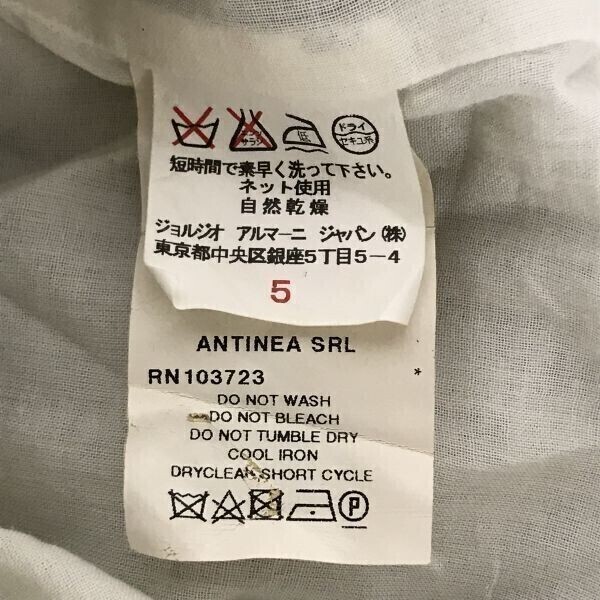 低 ドライ セキユ系
短時間で素早く洗って下さい。
ネット使用
自然乾燥
ジョルジオ アルマーニ ジャパン(株)
東京都中央区銀座5丁目5-4
5
ANTINEA SRL
RN103723 *
DO NOT WASH
DO NOT BLEACH
DO NOT TUMBLE DRY
COOL IRON
DRYCLEAN SHORT CYCLE
P